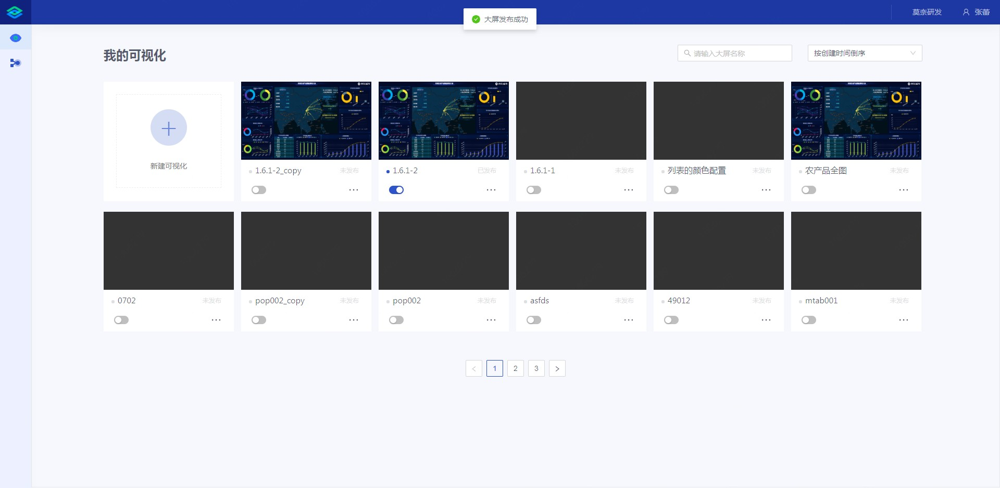 大屏发布成功
莫奈研发
张蕾
我的可视化
请输入大屏名称
按创建时间倒序
新建可视化
1.6.1-2_copy 未发布
1.6.1-2 已发布
1.6.1-1 未发布
列表的颜色配置 未发布
农产品全图 未发布
0702 未发布
pop002_copy 未发布
pop002 未发布
asfds 未发布
49012 未发布
mtab001 未发布
< 1 2 3 >